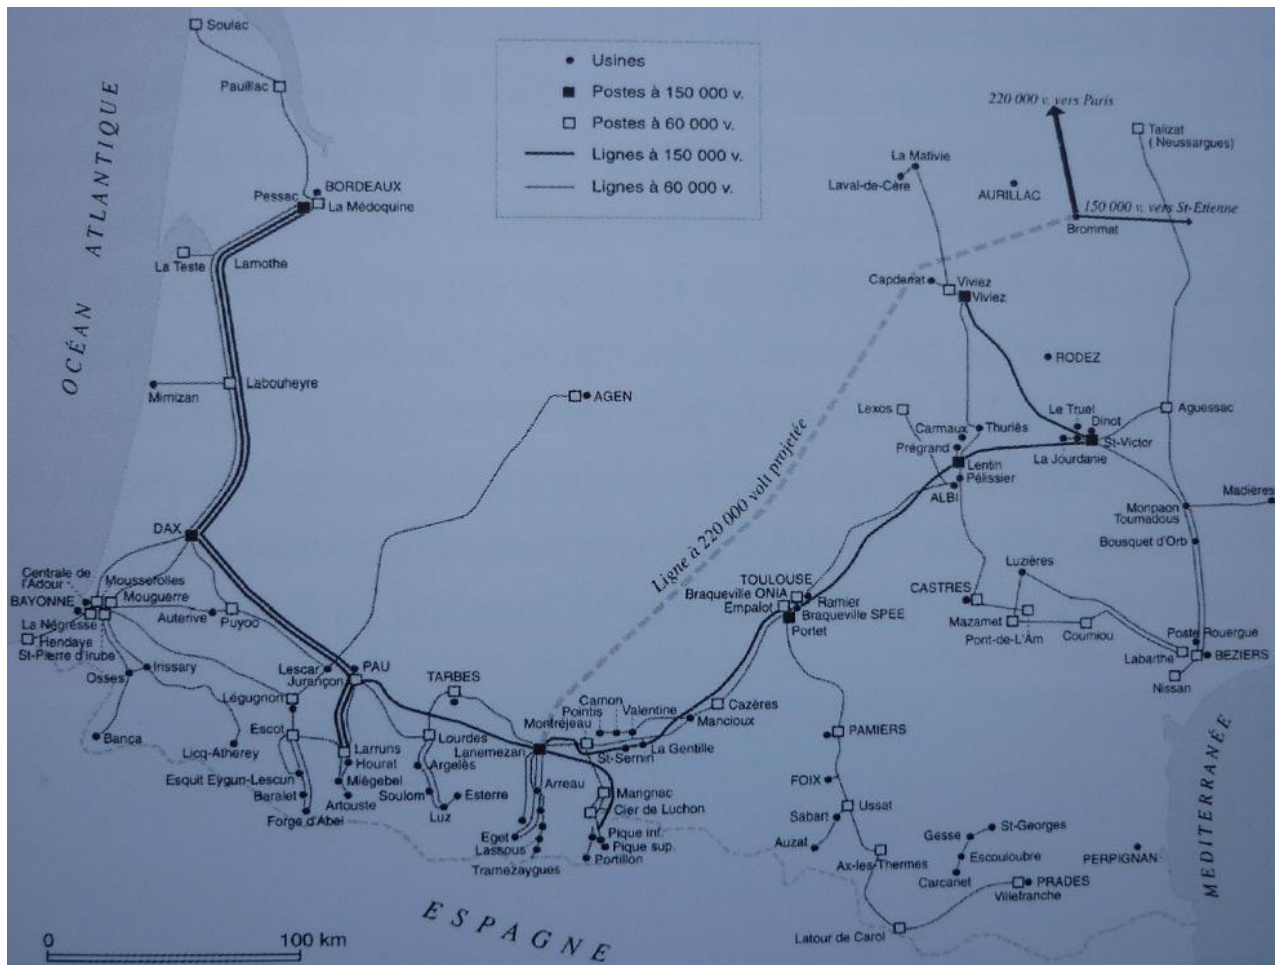 Soulac
Pauillac
Usines
Postes à 150 000 v.
Postes à 60 000 v.
Lignes à 150 000 v.
Lignes à 60 000 v.
220 000 v. vers Paris
Talizat
( Neussargues)
La Mativie
Laval-de-Cère
AURILLAC
150 000 v. vers St-Etienne
Brommat
OCÉAN ATLANTIQUE
Pessac
BORDEAUX
La Médoquine
La Teste
Lamothe
Capdenat
Viviez
Viviez
RODEZ
Mimizan
Labouheyre
AGEN
Lexos
Le Truel
Dinot
Aguessac
Carmaux
Thuriès
Prégrand
St-Victor
La Jourdanie
Lentin
Pélissier
ALBI
Ligne à 220 000 volt projetée
Madières
Monpaon
Tournadous
Bousquet d'Orb
DAX
Centrale de
l'Adour
Moussefolles
BAYONNE
Mouguerre
La Négresse
Hendaye
St-Pierre d'Irube
Auterive
Puyoo
TOULOUSE
Braqueville ONIA
Empalot
Ramier
Braqueville SPEE
Portet
Luzières
CASTRES
Mazamet
Pont-de-L'Am
Courniou
Poste Rouergue
Labarthe
BEZIERS
Nissan
Osses
Irissary
Lescar
PAU
Jurançon
TARBES
Légugnon
Banca
Licq-Atherey
Escot
Larruns
Hourat
Esquit Eygun-Lescun
Miègebel
Baralet
Artouste
Forge d'Abel
Lourdes
Lanemezan
Argelès
Soulom
Esterre
Luz
Montrejeau
Pointis
Camon
Valentine
Cazères
Mancioux
St-Sernin
La Gentille
Arreau
Marignac
Cier de Luchon
Eget
Lassous
Tramezaygues
Pique inf.
Pique sup.
Portillon
PAMIERS
FOIX
Ussat
Sabart
Auzat
Ax-les-Thermes
Gesse
St-Georges
Escouloubre
Carcanet
PERPIGNAN
PRADES
Villefranche
Latour de Carol
MEDITERRANÉE
ESPAGNE
0
100 km